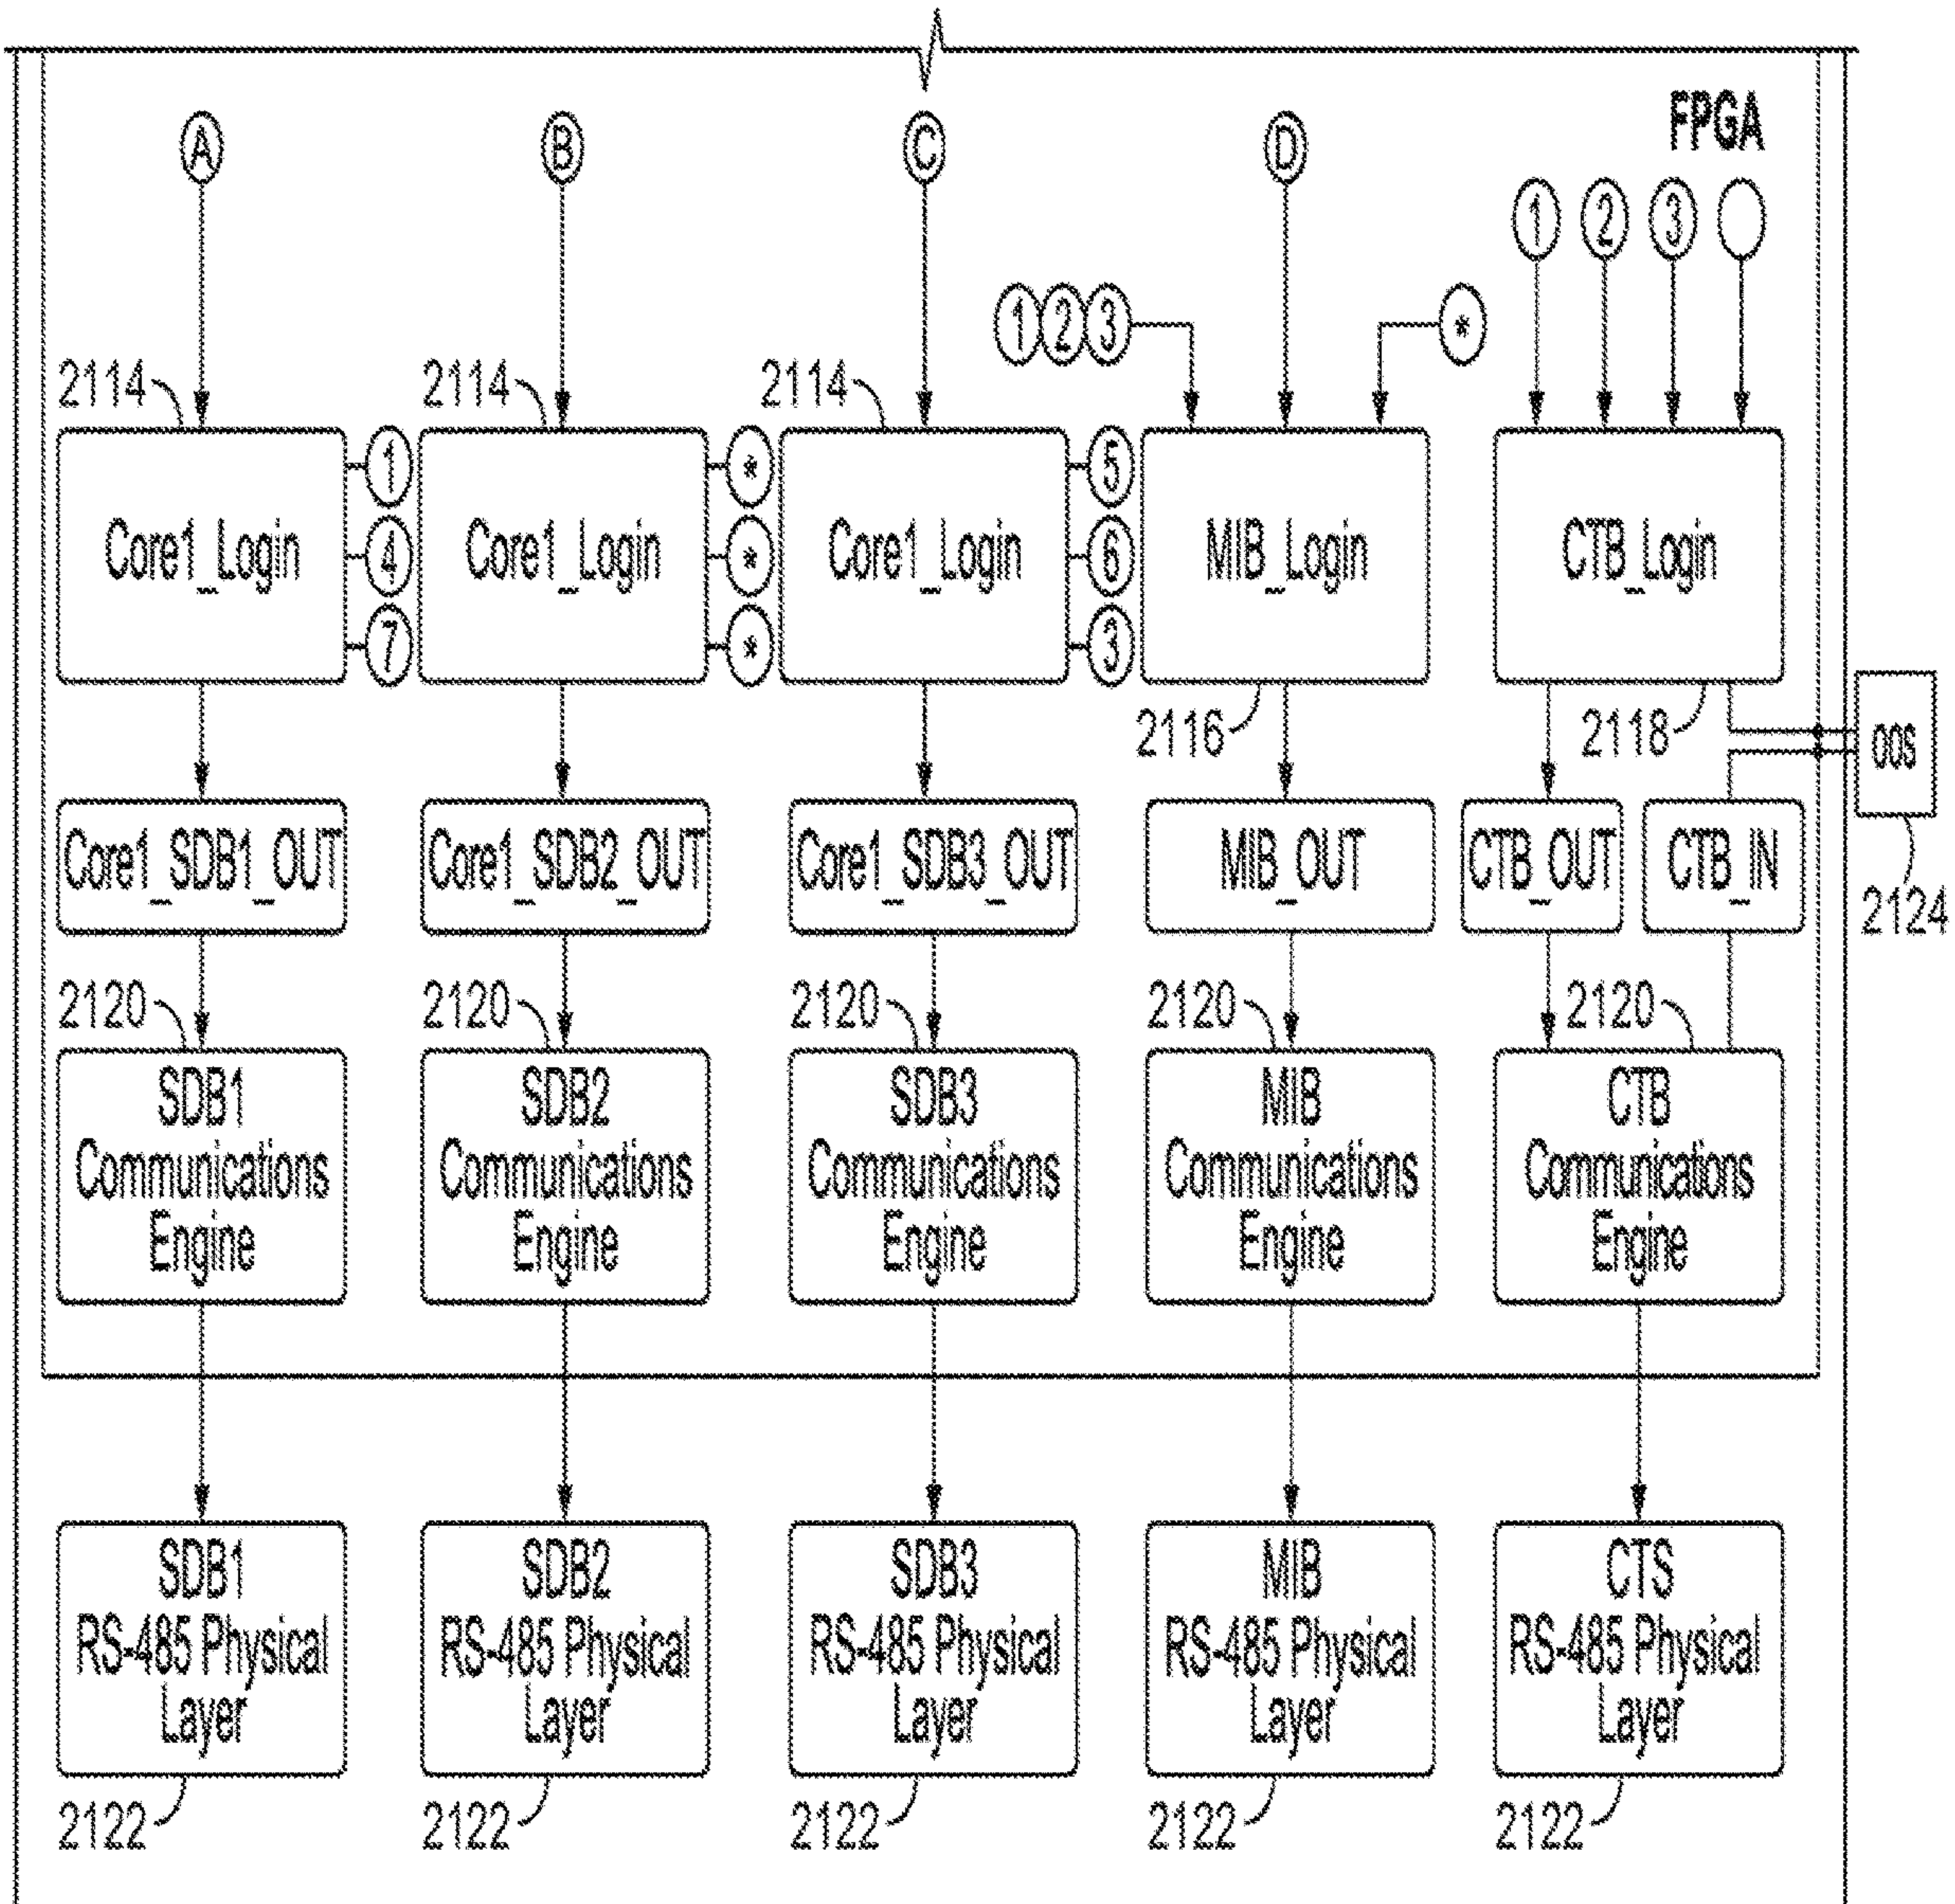 FPGA
A
B
C
D
1
2
3
1
2
3
*
2114
2114
2114
Core1_Login
1
4
7
Core1_Login
*
*
*
Core1_Login
5
6
3
MIB_Login
CTB_Login
2116
2118
oos
2124
Core1_SDB1_OUT
Core1_SDB2_OUT
Core1_SDB3_OUT
MIB_OUT
CTB_OUT
CTB_IN
2120
2120
2120
2120
2120
SDB1
Communications
Engine
SDB2
Communications
Engine
SDB3
Communications
Engine
MIB
Communications
Engine
CTB
Communications
Engine
SDB1
RS-485 Physical
Layer
SDB2
RS-485 Physical
Layer
SDB3
RS-485 Physical
Layer
MIB
RS-485 Physical
Layer
CTS
RS-485 Physical
Layer
2122
2122
2122
2122
2122